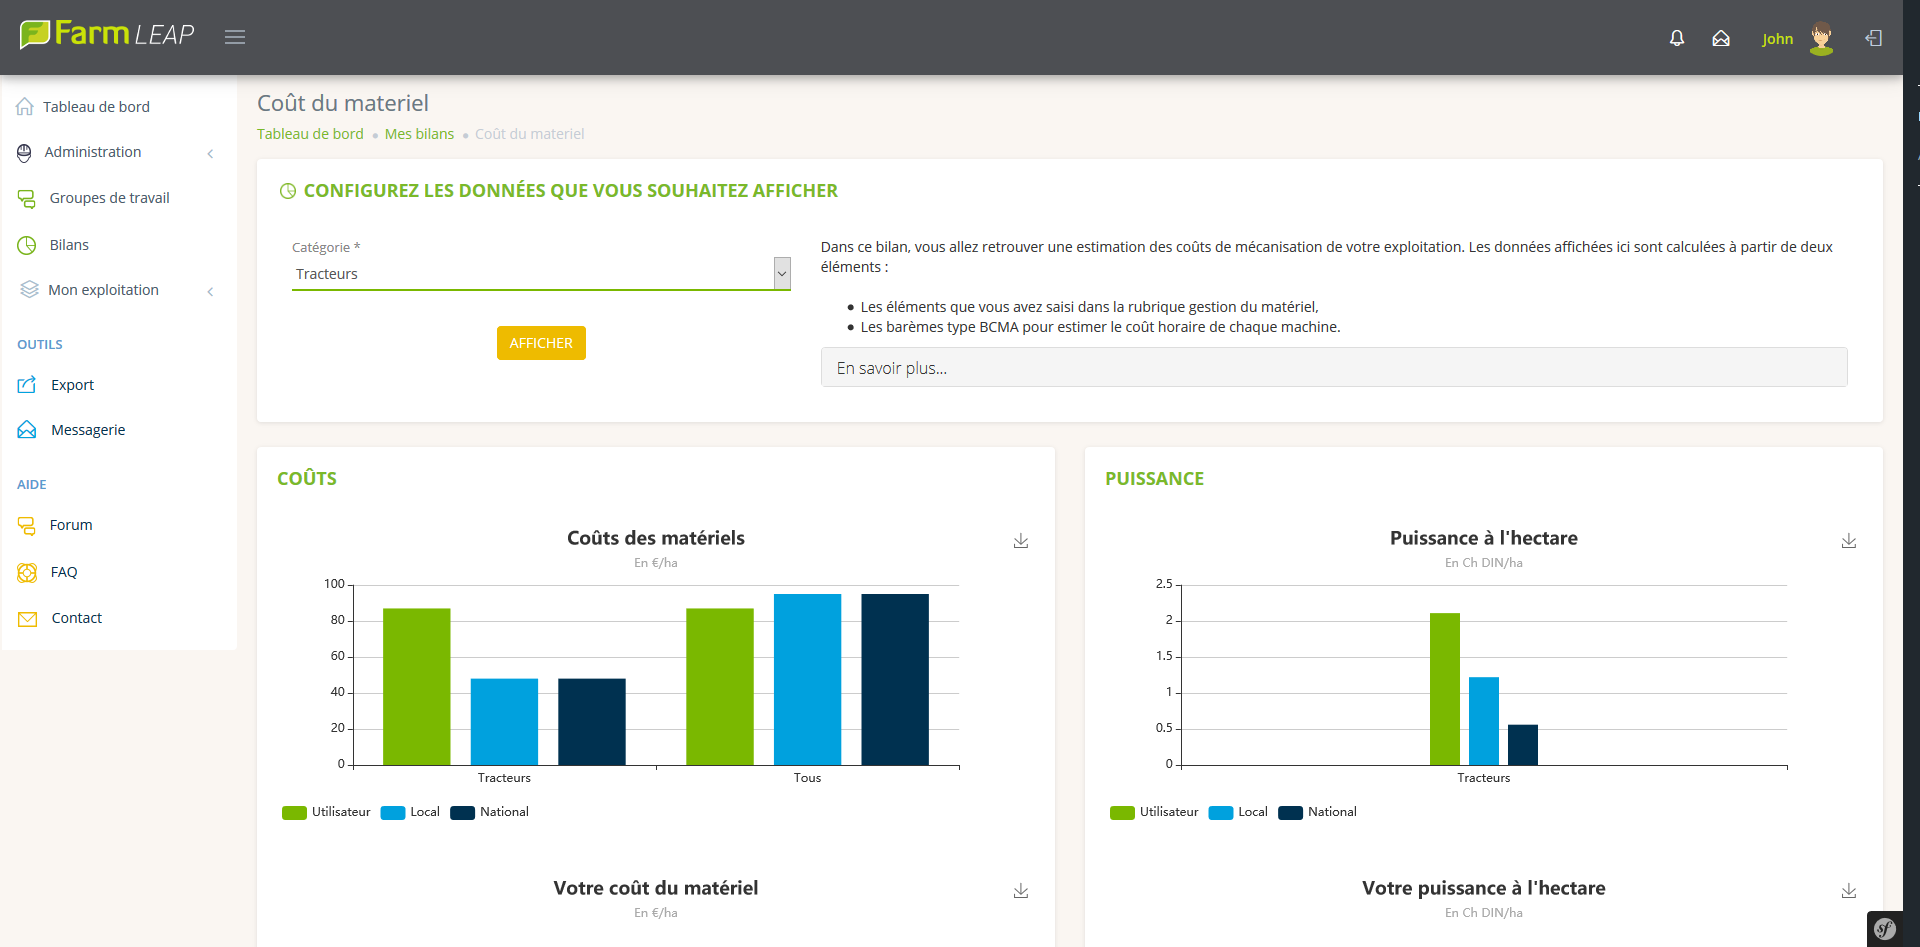 Farm LEAP
John
Tableau de bord
Administration
Groupes de travail
Bilans
Mon exploitation
OUTILS
Export
Messagerie
AIDE
Forum
FAQ
Contact
Coût du materiel
Tableau de bord • Mes bilans • Coût du materiel
CONFIGUREZ LES DONNÉES QUE VOUS SOUHAITEZ AFFICHER
Catégorie *
Tracteurs
AFFICHER
Dans ce bilan, vous allez retrouver une estimation des coûts de mécanisation de votre exploitation. Les données affichées ici sont calculées à partir de deux
éléments :
• Les éléments que vous avez saisi dans la rubrique gestion du matériel,
• Les barèmes type BCMA pour estimer le coût horaire de chaque machine.
En savoir plus...
COÛTS
Coûts des matériels
En €/ha
100
80
60
40
20
0
Tracteurs
Tous
Utilisateur Local National
Votre coût du matériel
En €/ha
PUISSANCE
Puissance à l'hectare
En Ch DIN/ha
2.5
2
1.5
1
0.5
0
Tracteurs
Utilisateur Local National
Votre puissance à l'hectare
En Ch DIN/ha
sf